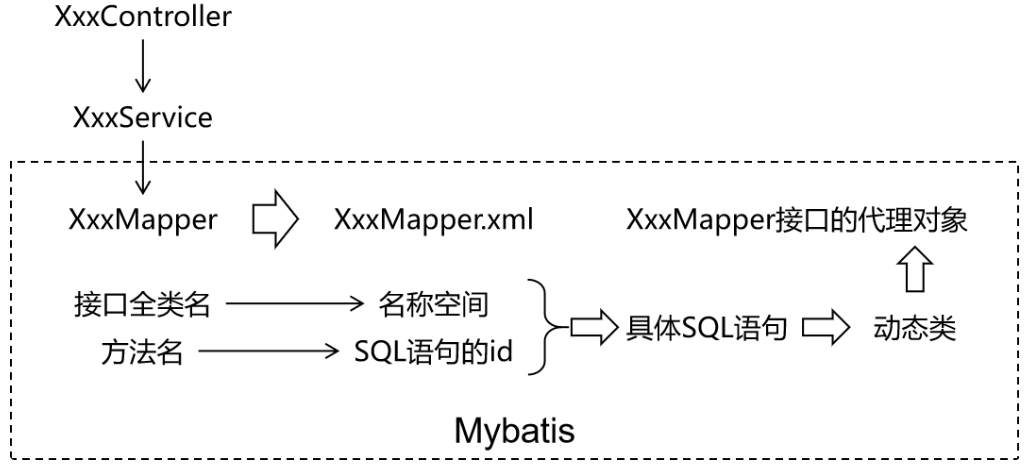 XxxController
XxxService
XxxMapper
XxxMapper.xml
XxxMapper接口的代理对象
接口全类名
名称空间
方法名
SQL语句的id
具体SQL语句
动态类
Mybatis